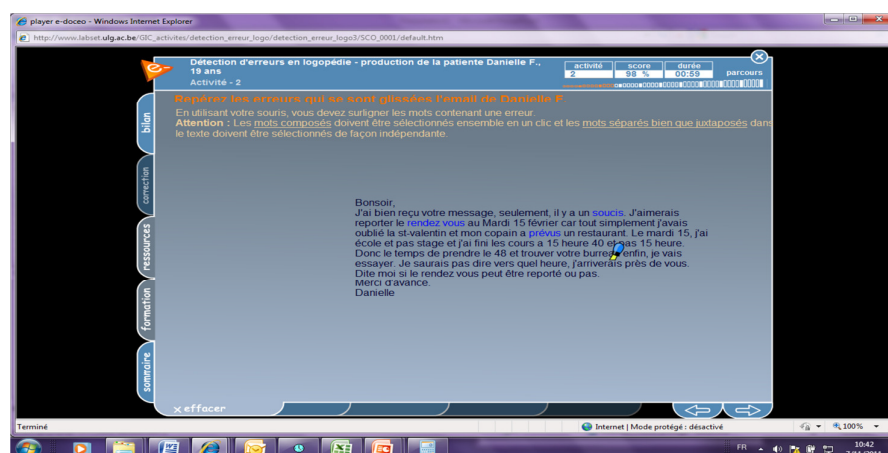 player e-doceo - Windows Internet Explorer
http://www.labset.ulg.ac.be/GIC_activites/detection_erreur_logo/detection_erreur_logo3/SCO_0001/default.htm
Détection d'erreurs en logopédie - production de la patiente Danielle F.,
19 ans
Activité - 2
activité score durée
2 98 % 00:59 parcours
Repérez les erreurs qui se sont glissées l'email de Danielle F.
En utilisant votre souris, vous devez surligner les mots contenant une erreur.
Attention : Les mots composés doivent être sélectionnés ensemble en un clic et les mots séparés bien que juxtaposés dans
le texte doivent être sélectionnés de façon indépendante.
bilan
correction
ressources
formation
sommaire
Bonsoir,
J'ai bien reçu votre message, seulement, il y a un soucis. J'aimerais
reporter le rendez vous au Mardi 15 février car tout simplement j'avais
oublié la st-valentin et mon copain a prévus un restaurant. Le mardi 15, j'ai
école et pas stage et j'ai fini les cours a 15 heure 40 et pas 15 heure.
Donc le temps de prendre le 48 et trouver votre burreau enfin, je vais
essayer. Je saurais pas dire vers quel heure, j'arriverais près de vous.
Dite moi si le rendez vous peut être reporté ou pas.
Merci d'avance.
Danielle
x effacer
Terminé
Internet | Mode protégé : désactivé
100%
FR
10:42